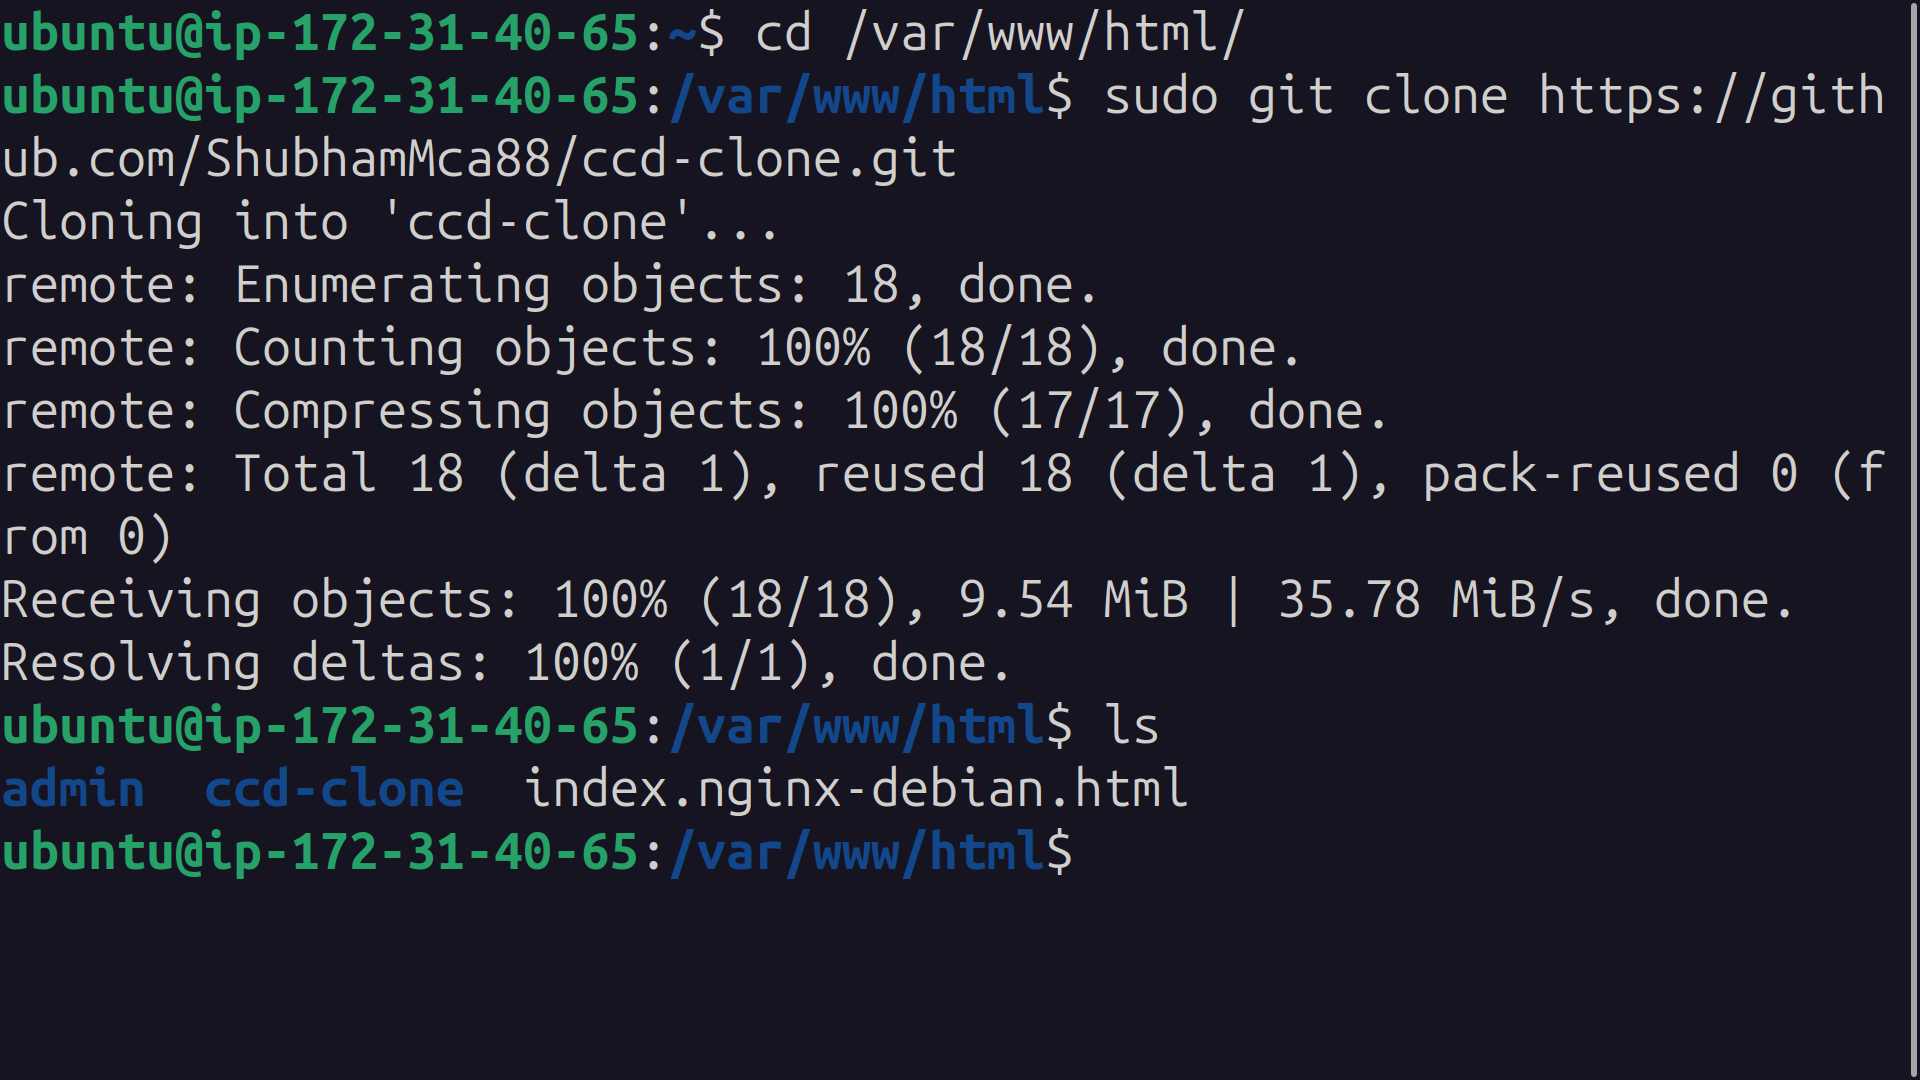 ubuntu@ip-172-31-40-65:~$ cd /var/www/html/
ubuntu@ip-172-31-40-65:/var/www/html$ sudo git clone https://gith
ub.com/ShubhamMca88/ccd-clone.git
Cloning into 'ccd-clone'...
remote: Enumerating objects: 18, done.
remote: Counting objects: 100% (18/18), done.
remote: Compressing objects: 100% (17/17), done.
remote: Total 18 (delta 1), reused 18 (delta 1), pack-reused 0 (f
rom 0)
Receiving objects: 100% (18/18), 9.54 MiB | 35.78 MiB/s, done.
Resolving deltas: 100% (1/1), done.
ubuntu@ip-172-31-40-65:/var/www/html$ ls
admin  ccd-clone  index.nginx-debian.html
ubuntu@ip-172-31-40-65:/var/www/html$